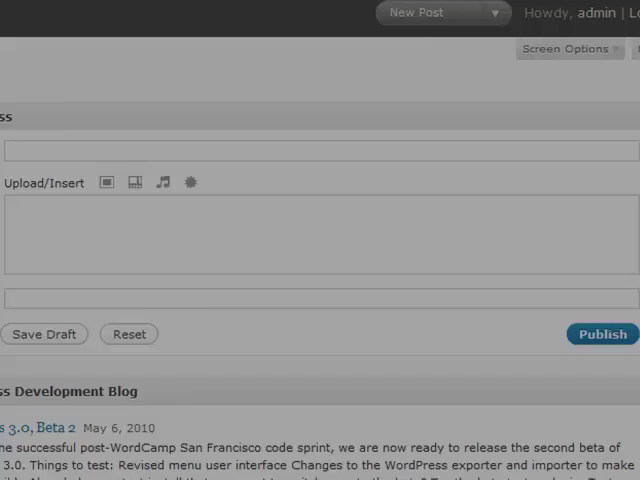 New Post ▼ Howdy, admin | Lo
Screen Options
ss
Upload/Insert
Save Draft Reset Publish
ss Development Blog
s 3.0, Beta 2 May 6, 2010
he successful post-WordCamp San Francisco code sprint, we are now ready to release the second beta of
3.0. Things to test: Revised menu user interface Changes to the WordPress exporter and importer to make